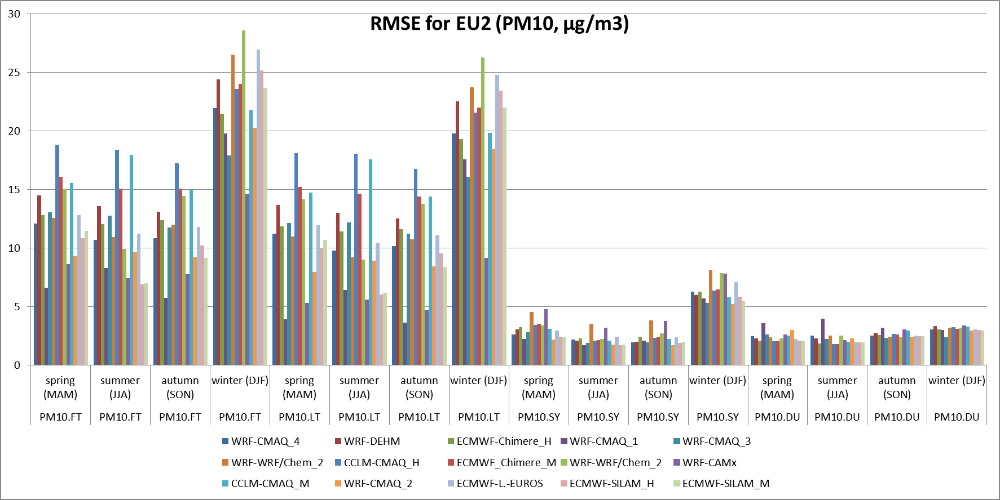 RMSE for EU2 (PM10, µg/m3)
30
25
20
15
10
5
0
spring (MAM) summer (JJA) autumn (SON) winter (DJF) spring (MAM) summer (JJA) autumn (SON) winter (DJF) spring (MAM) summer (JJA) autumn (SON) winter (DJF) spring (MAM) summer (JJA) autumn (SON) winter (DJF)
PM10.FT PM10.FT PM10.FT PM10.FT PM10.LT PM10.LT PM10.LT PM10.LT PM10.SY PM10.SY PM10.SY PM10.SY PM10.DU PM10.DU PM10.DU PM10.DU
WRF-CMAQ_4 WRF-DEHM ECMWF-Chimere_H WRF-CMAQ_1 WRF-CMAQ_3
WRF-WRF/Chem_2 CCLM-CMAQ_H ECMWF_Chimere_M WRF-WRF/Chem_2 WRF-CAMx
CCLM-CMAQ_M WRF-CMAQ_2 ECMWF-L.-EUROS ECMWF-SILAM_H ECMWF-SILAM_M